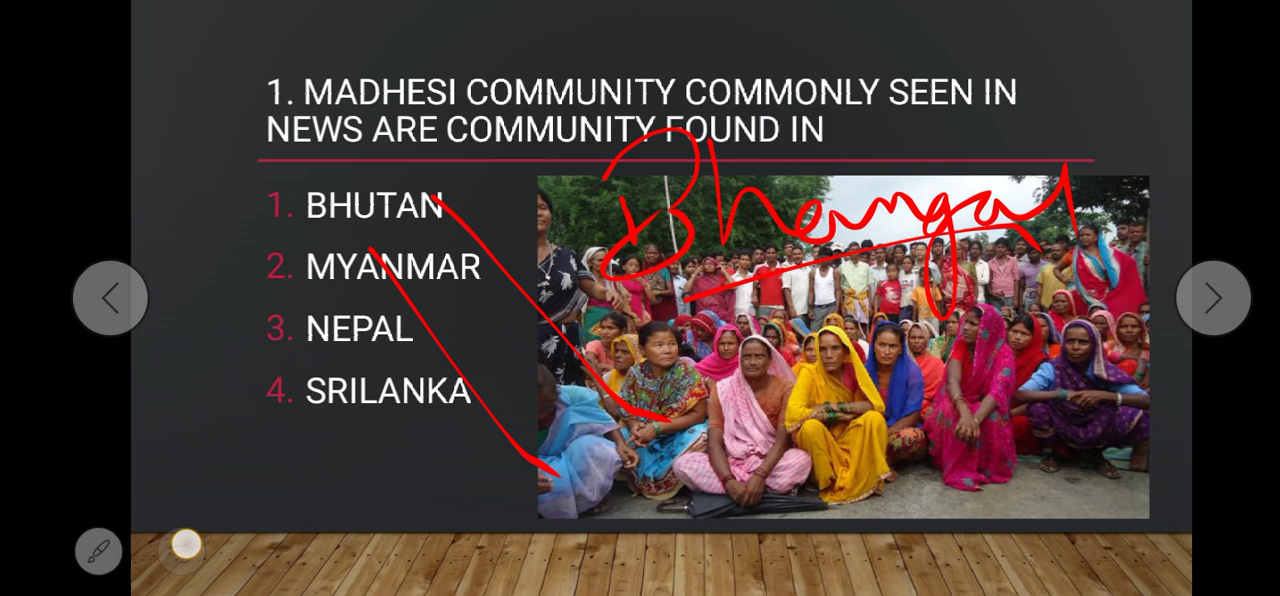 1. MADHESI COMMUNITY COMMONLY SEEN IN
NEWS ARE COMMUNITY FOUND IN
1. BHUTAN
2. MYANMAR
3. NEPAL
4. SRILANKA